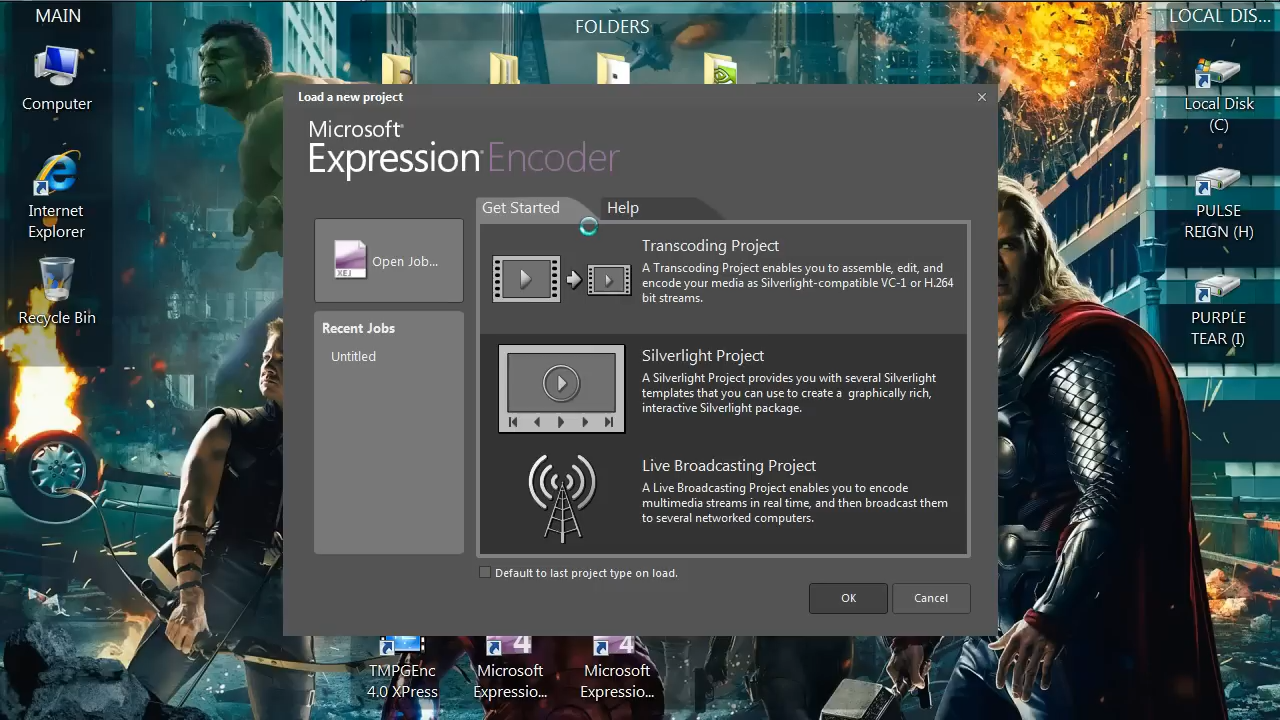 MAIN
FOLDERS
LOCAL DIS...
Computer
Internet
Explorer
Recycle Bin
Local Disk
(C)
PULSE
REIGN (H)
PURPLE
TEAR (I)
Load a new project
Microsoft®
Expression® Encoder
Get Started
Help
XEJ
Open Job...
Recent Jobs
Untitled
Transcoding Project
A Transcoding Project enables you to assemble, edit, and
encode your media as Silverlight-compatible VC-1 or H.264
bit streams.
Silverlight Project
A Silverlight Project provides you with several Silverlight
templates that you can use to create a graphically rich,
interactive Silverlight package.
Live Broadcasting Project
A Live Broadcasting Project enables you to encode
multimedia streams in real time, and then broadcast them
to several networked computers.
Default to last project type on load.
OK
Cancel
4
4
TMPGEnc
4.0 XPress
Microsoft
Expressio...
Microsoft
Expressio...